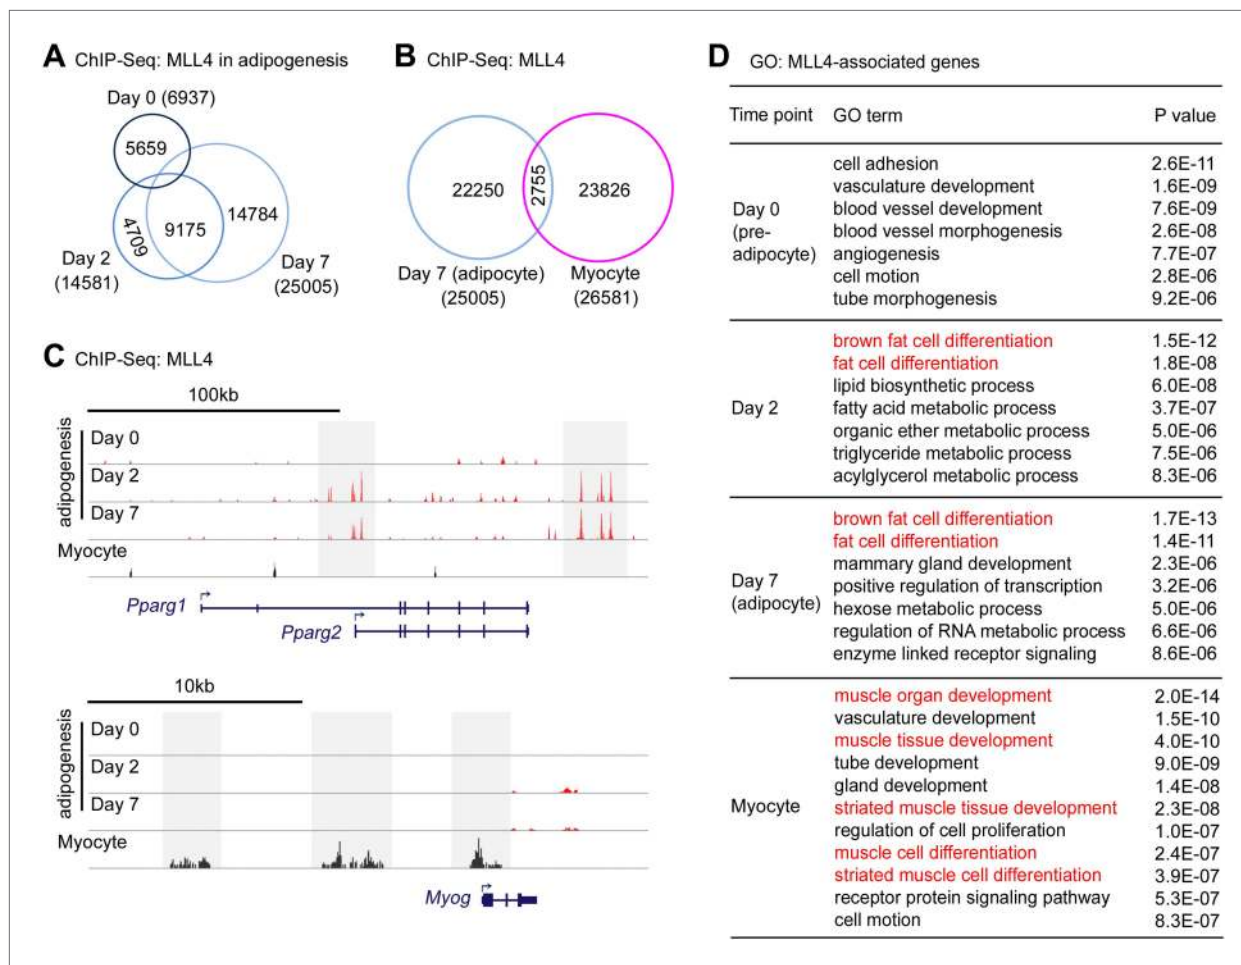 A ChIP-Seq: MLL4 in adipogenesis
Day 0 (6937)
5659
4709
9175
14784
Day 2
(14581)
Day 7
(25005)
B ChIP-Seq: MLL4
22250
2755
23826
Day 7 (adipocyte)
(25005)
Myocyte
(26581)
C ChIP-Seq: MLL4
100kb
adipogenesis
Day 0
Day 2
Day 7
Myocyte
Pparg1
Pparg2
10kb
adipogenesis
Day 0
Day 2
Day 7
Myocyte
Myog
D GO: MLL4-associated genes
Time point GO term P value
Day 0
(pre-
adipocyte)
cell adhesion 2.6E-11
vasculature development 1.6E-09
blood vessel development 7.6E-09
blood vessel morphogenesis 2.6E-08
angiogenesis 7.7E-07
cell motion 2.8E-06
tube morphogenesis 9.2E-06
Day 2
brown fat cell differentiation 1.5E-12
fat cell differentiation 1.8E-08
lipid biosynthetic process 6.0E-08
fatty acid metabolic process 3.7E-07
organic ether metabolic process 5.0E-06
triglyceride metabolic process 7.5E-06
acylglycerol metabolic process 8.3E-06
Day 7
(adipocyte)
brown fat cell differentiation 1.7E-13
fat cell differentiation 1.4E-11
mammary gland development 2.3E-06
positive regulation of transcription 3.2E-06
hexose metabolic process 5.0E-06
regulation of RNA metabolic process 6.6E-06
enzyme linked receptor signaling 8.6E-06
Myocyte
muscle organ development 2.0E-14
vasculature development 1.5E-10
muscle tissue development 4.0E-10
tube development 9.0E-09
gland development 1.4E-08
striated muscle tissue development 2.3E-08
regulation of cell proliferation 1.0E-07
muscle cell differentiation 2.4E-07
striated muscle cell differentiation 3.9E-07
receptor protein signaling pathway 5.3E-07
cell motion 8.3E-07